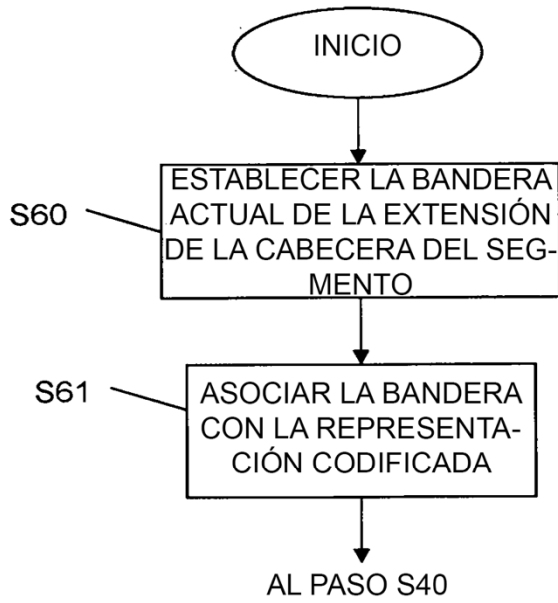 INICIO
S60
ESTABLECER LA BANDERA
ACTUAL DE LA EXTENSIÓN
DE LA CABECERA DEL SEG-
MENTO
S61
ASOCIAR LA BANDERA
CON LA REPRESENTA-
CIÓN CODIFICADA
AL PASO S40